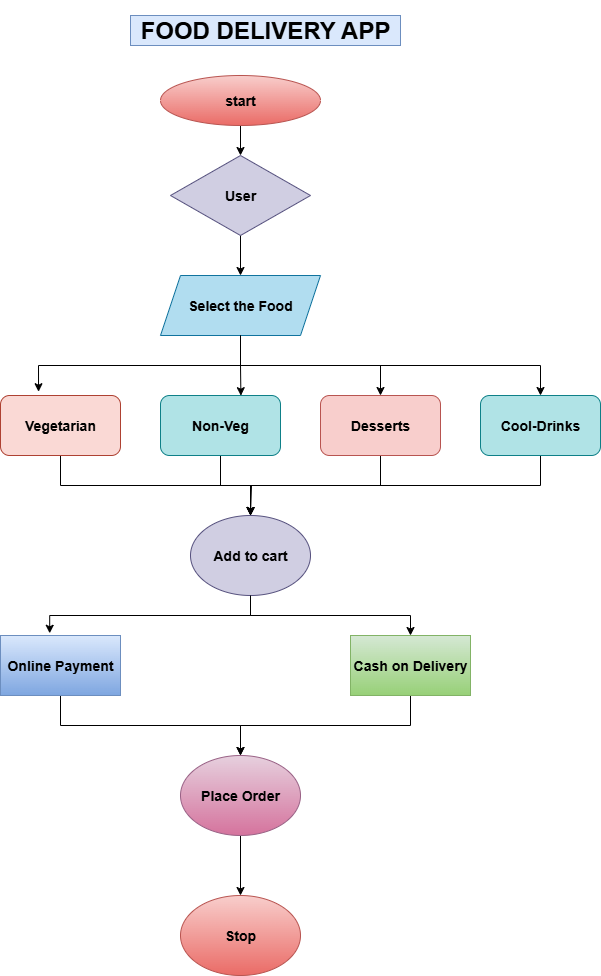 FOOD DELIVERY APP
start
User
Select the Food
Vegetarian
Non-Veg
Desserts
Cool-Drinks
Add to cart
Online Payment
Cash on Delivery
Place Order
Stop